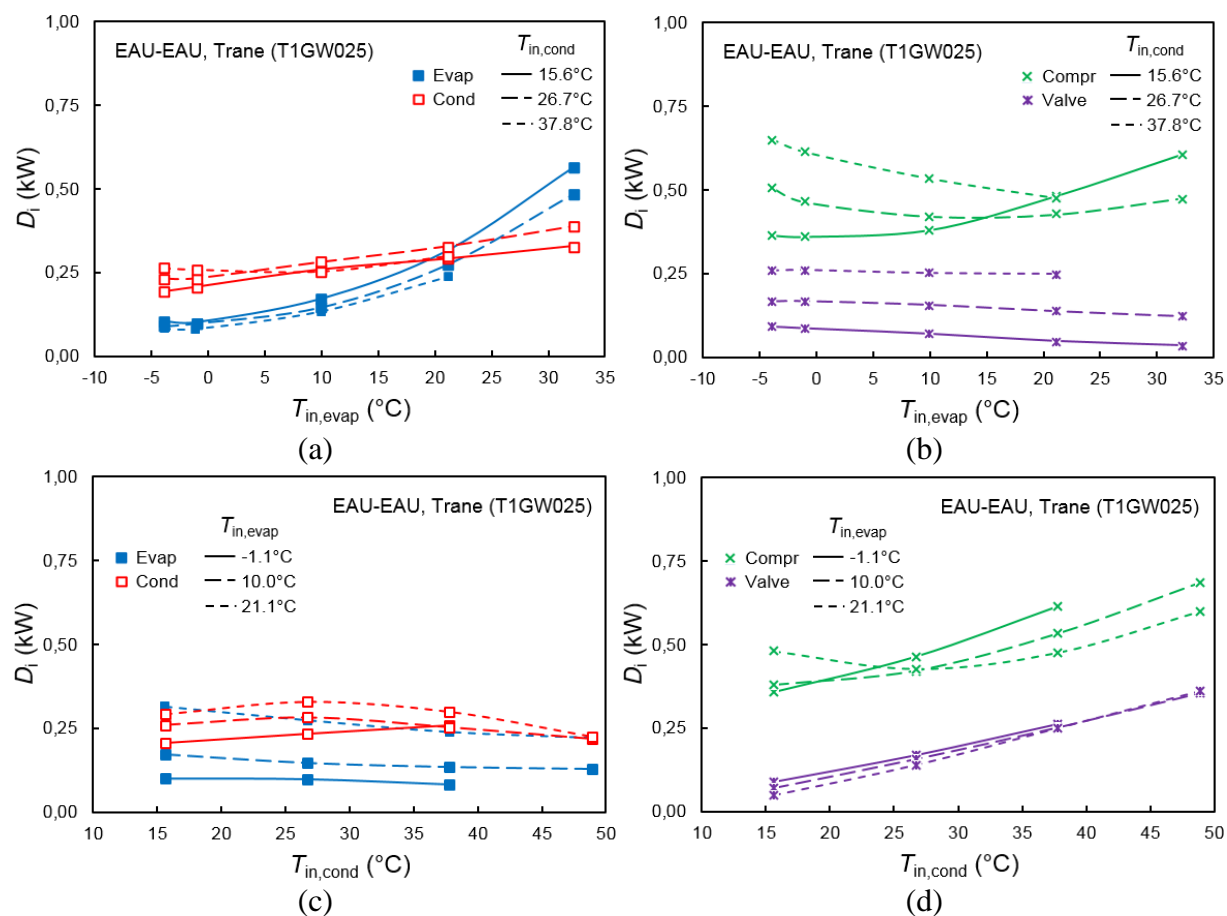 1,00
0,75
0,50
0,25
0,00
Di (kW)
EAU-EAU, Trane (T1GW025)
Tin,cond
Evap 15.6°C
Cond 26.7°C
37.8°C
-10 -5 0 5 10 15 20 25 30 35
Tin,evap (°C)
(a)
1,00
0,75
0,50
0,25
0,00
Di (kW)
EAU-EAU, Trane (T1GW025)
Tin,cond
Compr 15.6°C
Valve 26.7°C
37.8°C
-10 -5 0 5 10 15 20 25 30 35
Tin,evap (°C)
(b)
1,00
0,75
0,50
0,25
0,00
Di (kW)
EAU-EAU, Trane (T1GW025)
Tin,evap
Evap -1.1°C
Cond 10.0°C
21.1°C
10 15 20 25 30 35 40 45 50
Tin,cond (°C)
(c)
1,00
0,75
0,50
0,25
0,00
Di (kW)
EAU-EAU, Trane (T1GW025)
Tin,evap
Compr -1.1°C
Valve 10.0°C
21.1°C
10 15 20 25 30 35 40 45 50
Tin,cond (°C)
(d)